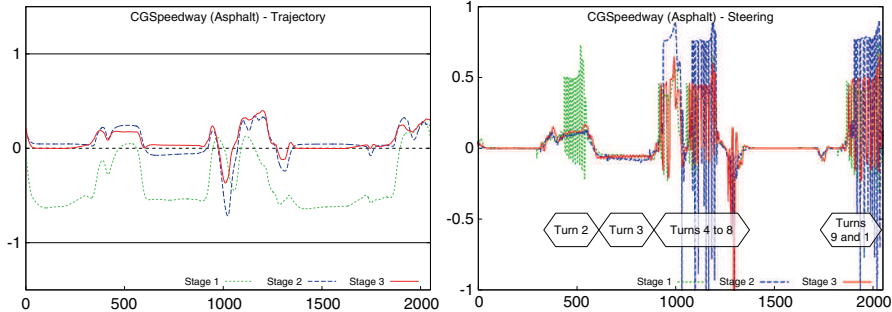 CGSpeedway (Asphalt) - Trajectory
1
0
-1
Stage 1 Stage 2 Stage 3
0 500 1000 1500 2000
CGSpeedway (Asphalt) - Steering
1
0.5
0
-0.5
-1
Turn 2 Turn 3 Turns 4 to 8 Turns
9 and 1
Stage 1 Stage 2 Stage 3
0 500 1000 1500 2000